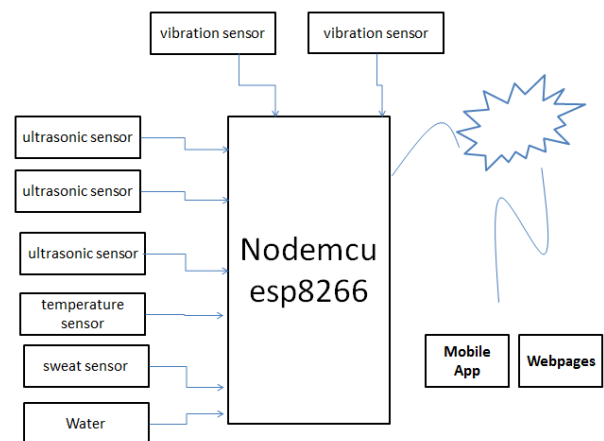 vibration sensor
vibration sensor
ultrasonic sensor
ultrasonic sensor
ultrasonic sensor
temperature
sensor
sweat sensor
Water
Nodemcu
esp8266
Mobile
App
Webpages